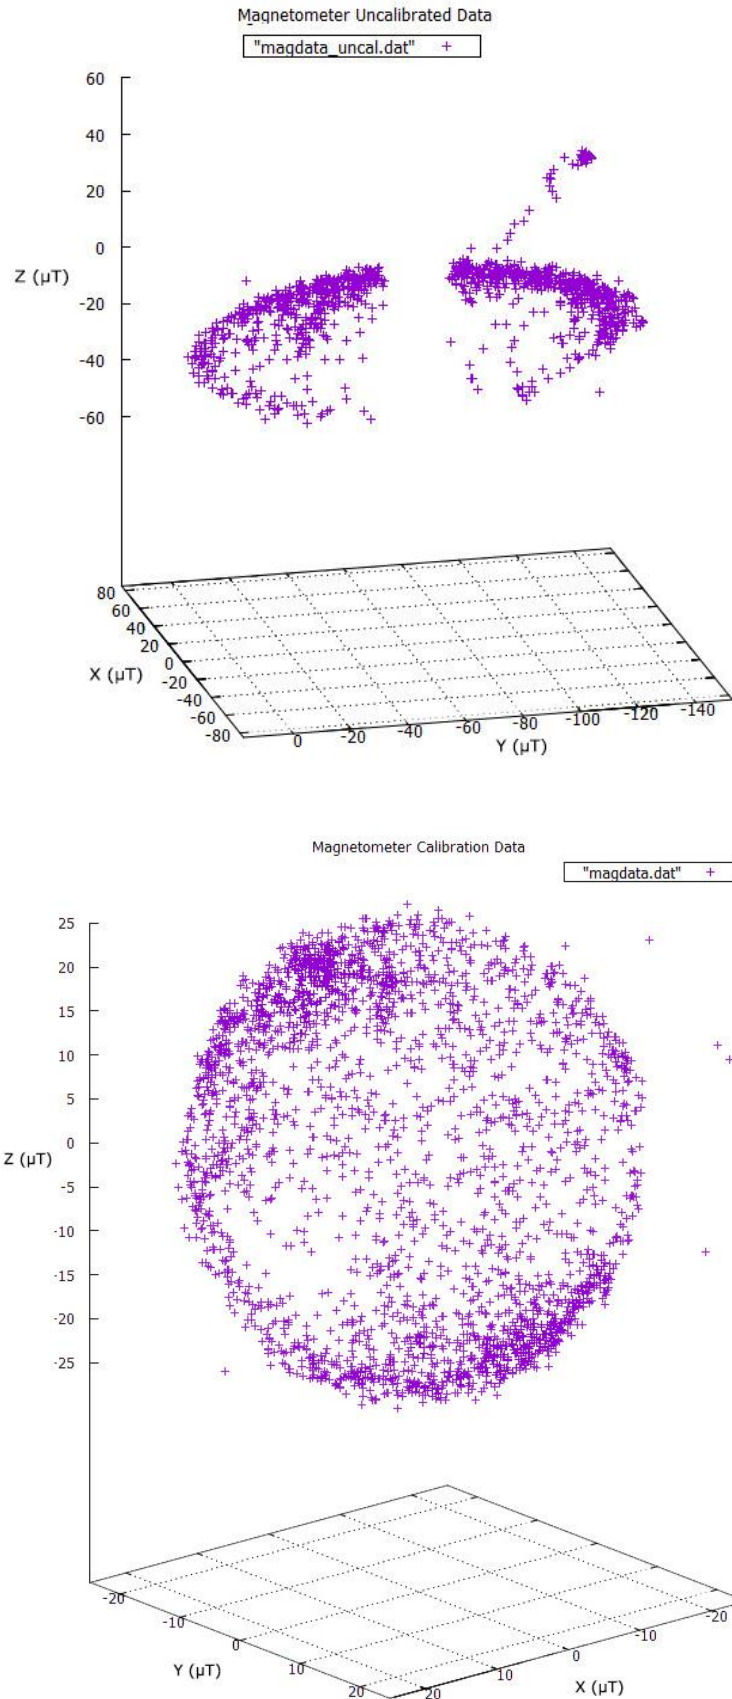 Magnetometer Uncalibrated Data
"magdata_uncal.dat" +
60
40
20
0
Z (µT)
-20
-40
-60
80
60
40
20
0
X (µT)
-20
-40
-60
-80
0 -20 -40 -60 -80 -100 -120 -140
Y (µT)
Magnetometer Calibration Data
"magdata.dat" +
25
20
15
10
5
0
Z (µT)
-5
-10
-15
-20
-25
-20 -10 0 10 20
Y (µT)
20 10 0 -10 -20
X (µT)